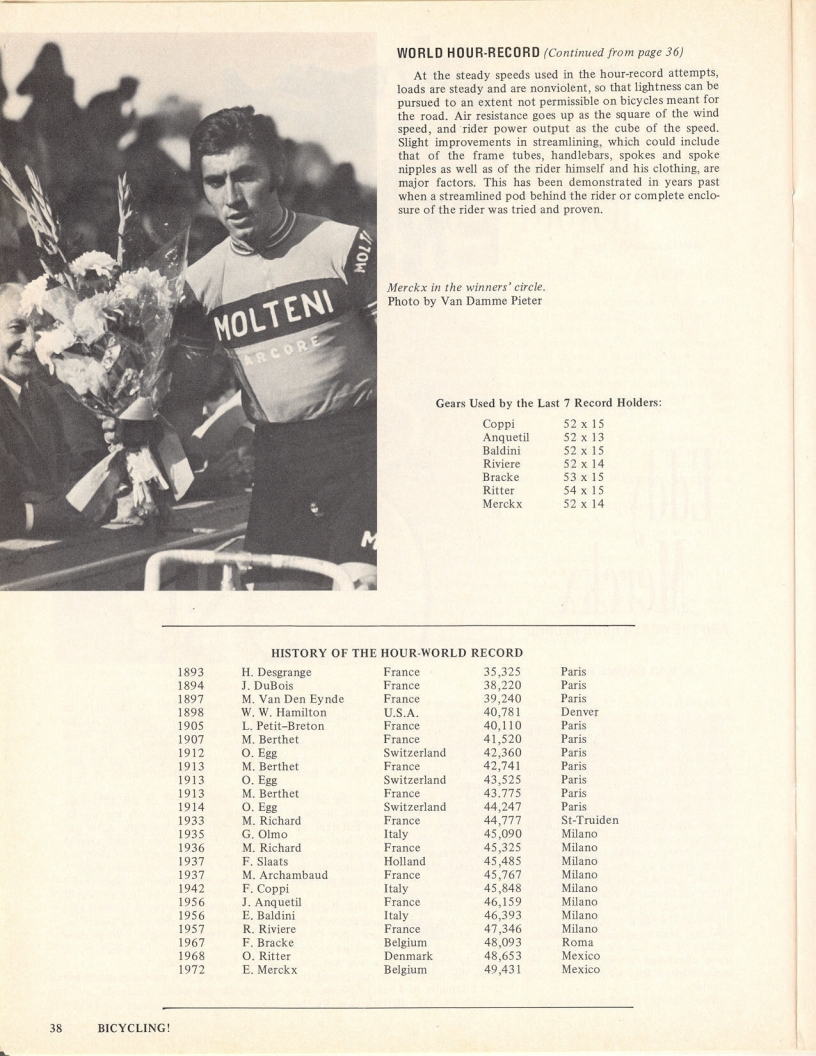 WORLD HOUR-RECORD (Continued from page 36)
At the steady speeds used in the hour-record attempts,
loads are steady and are nonviolent, so that lightness can be
pursued to an extent not permissible on bicycles meant for
the road. Air resistance goes up as the square of the wind
speed, and rider power output as the cube of the speed.
Slight improvements in streamlining, which could include
that of the frame tubes, handlebars, spokes and spoke
nipples as well as of the rider himself and his clothing, are
major factors. This has been demonstrated in years past
when a streamlined pod behind the rider or complete enclo-
sure of the rider was tried and proven.
MOLTI
MOLTENI
ARCORE
M
Merckx in the winners' circle.
Photo by Van Damme Pieter
Gears Used by the Last 7 Record Holders:
Coppi 52 x 15
Anquetil 52 x 13
Baldini 52 x 15
Riviere 52 x 14
Bracke 53 x 15
Ritter 54 x 15
Merckx 52 x 14
HISTORY OF THE HOUR-WORLD RECORD
1893 H. Desgrange France 35,325 Paris
1894 J. DuBois France 38,220 Paris
1897 M. Van Den Eynde France 39,240 Paris
1898 W. W. Hamilton U.S.A. 40,781 Denver
1905 L. Petit–Breton France 40,110 Paris
1907 M. Berthet France 41,520 Paris
1912 O. Egg Switzerland 42,360 Paris
1913 M. Berthet France 42,741 Paris
1913 O. Egg Switzerland 43,525 Paris
1913 M. Berthet France 43.775 Paris
1914 O. Egg Switzerland 44,247 Paris
1933 M. Richard France 44,777 St-Truiden
1935 G. Olmo Italy 45,090 Milano
1936 M. Richard France 45,325 Milano
1937 F. Slaats Holland 45,485 Milano
1937 M. Archambaud France 45,767 Milano
1942 F. Coppi Italy 45,848 Milano
1956 J. Anquetil France 46,159 Milano
1956 E. Baldini Italy 46,393 Milano
1957 R. Riviere France 47,346 Milano
1967 F. Bracke Belgium 48,093 Roma
1968 O. Ritter Denmark 48,653 Mexico
1972 E. Merckx Belgium 49,431 Mexico
38 BICYCLING!